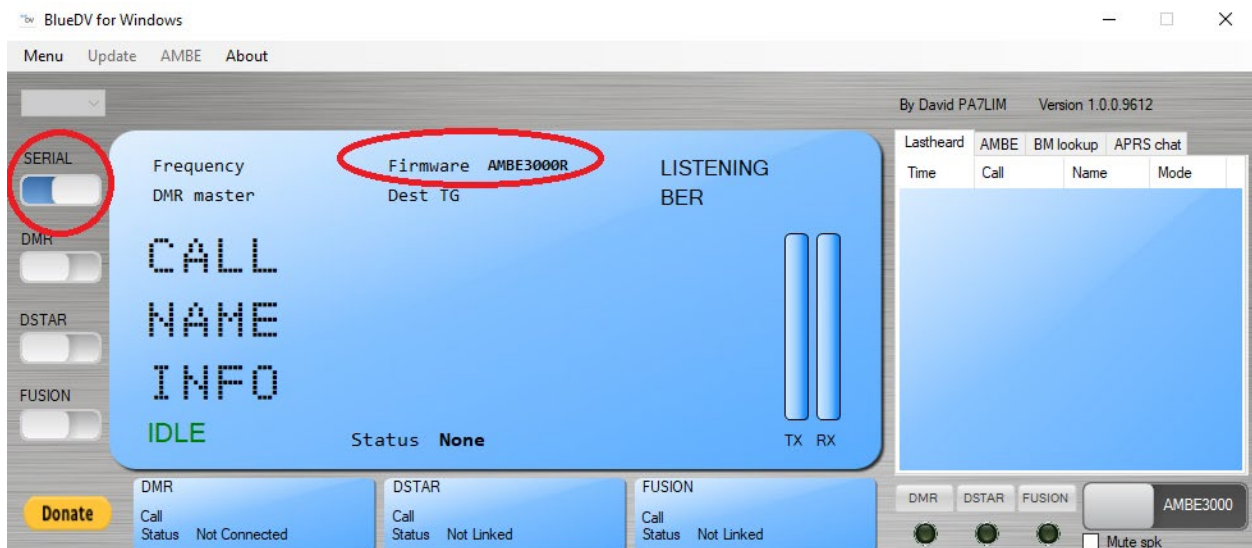 BlueDV for Windows
Menu Update AMBE About
By David PA7LIM Version 1.0.0.9612
SERIAL
DMR
DSTAR
FUSION
Donate
Frequency Firmware AMBE3000R LISTENING
DMR master Dest TG BER
CALL
NAME
INFO
IDLE Status None TX RX
Lastheard AMBE BM lookup APRS chat
Time Call Name Mode
DMR
Call
Status Not Connected
DSTAR
Call
Status Not Linked
FUSION
Call
Status Not Linked
DMR DSTAR FUSION AMBE3000
Mute spk